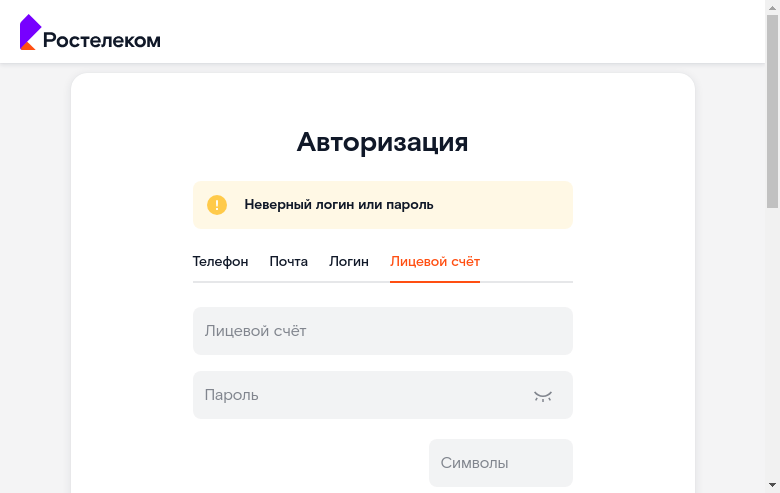 Ростелеком
Авторизация
Неверный логин или пароль
Телефон Почта Логин Лицевой счёт
Лицевой счёт
Пароль
Символы